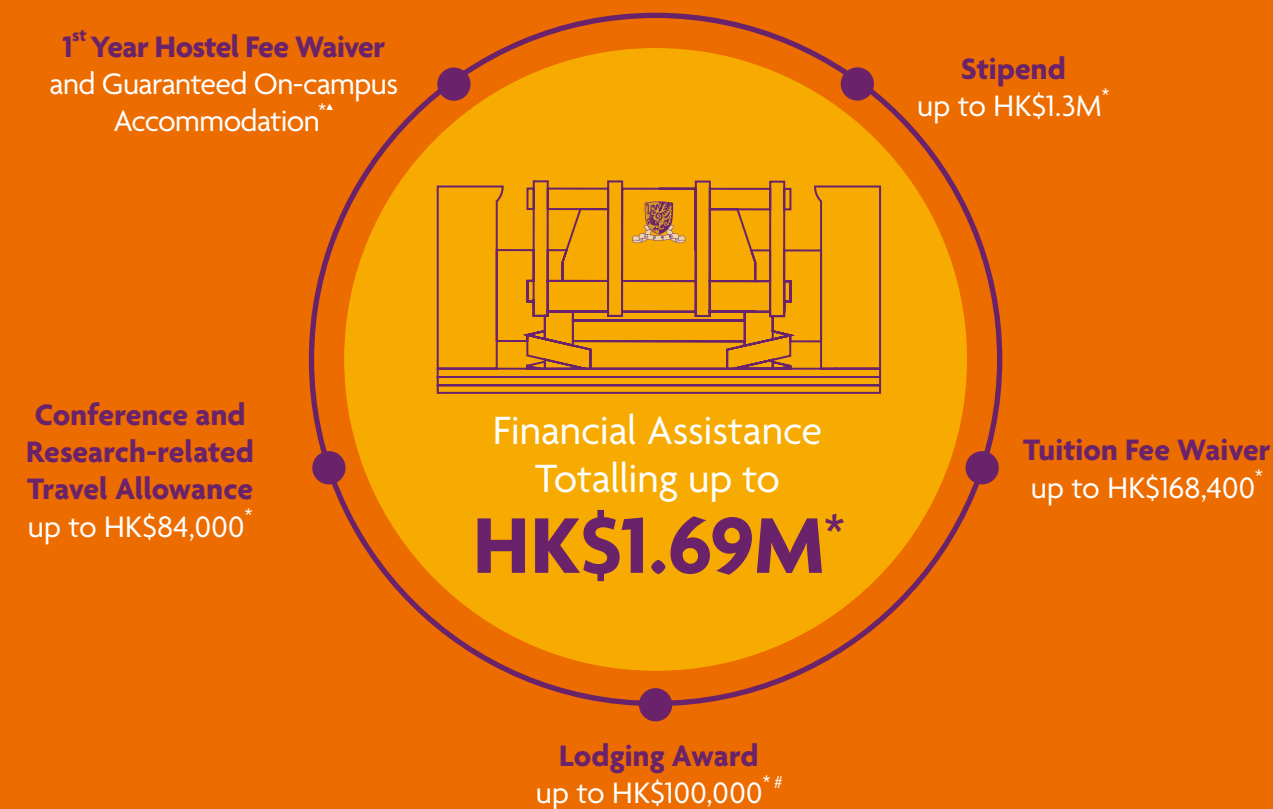 1st Year Hostel Fee Waiver
and Guaranteed On-campus
Accommodation*▲
Stipend
up to HK$1.3M*
Conference and
Research-related
Travel Allowance
up to HK$84,000*
Financial Assistance
Totalling up to
HK$1.69M*
Tuition Fee Waiver
up to HK$168,400*
Lodging Award
up to HK$100,000*#